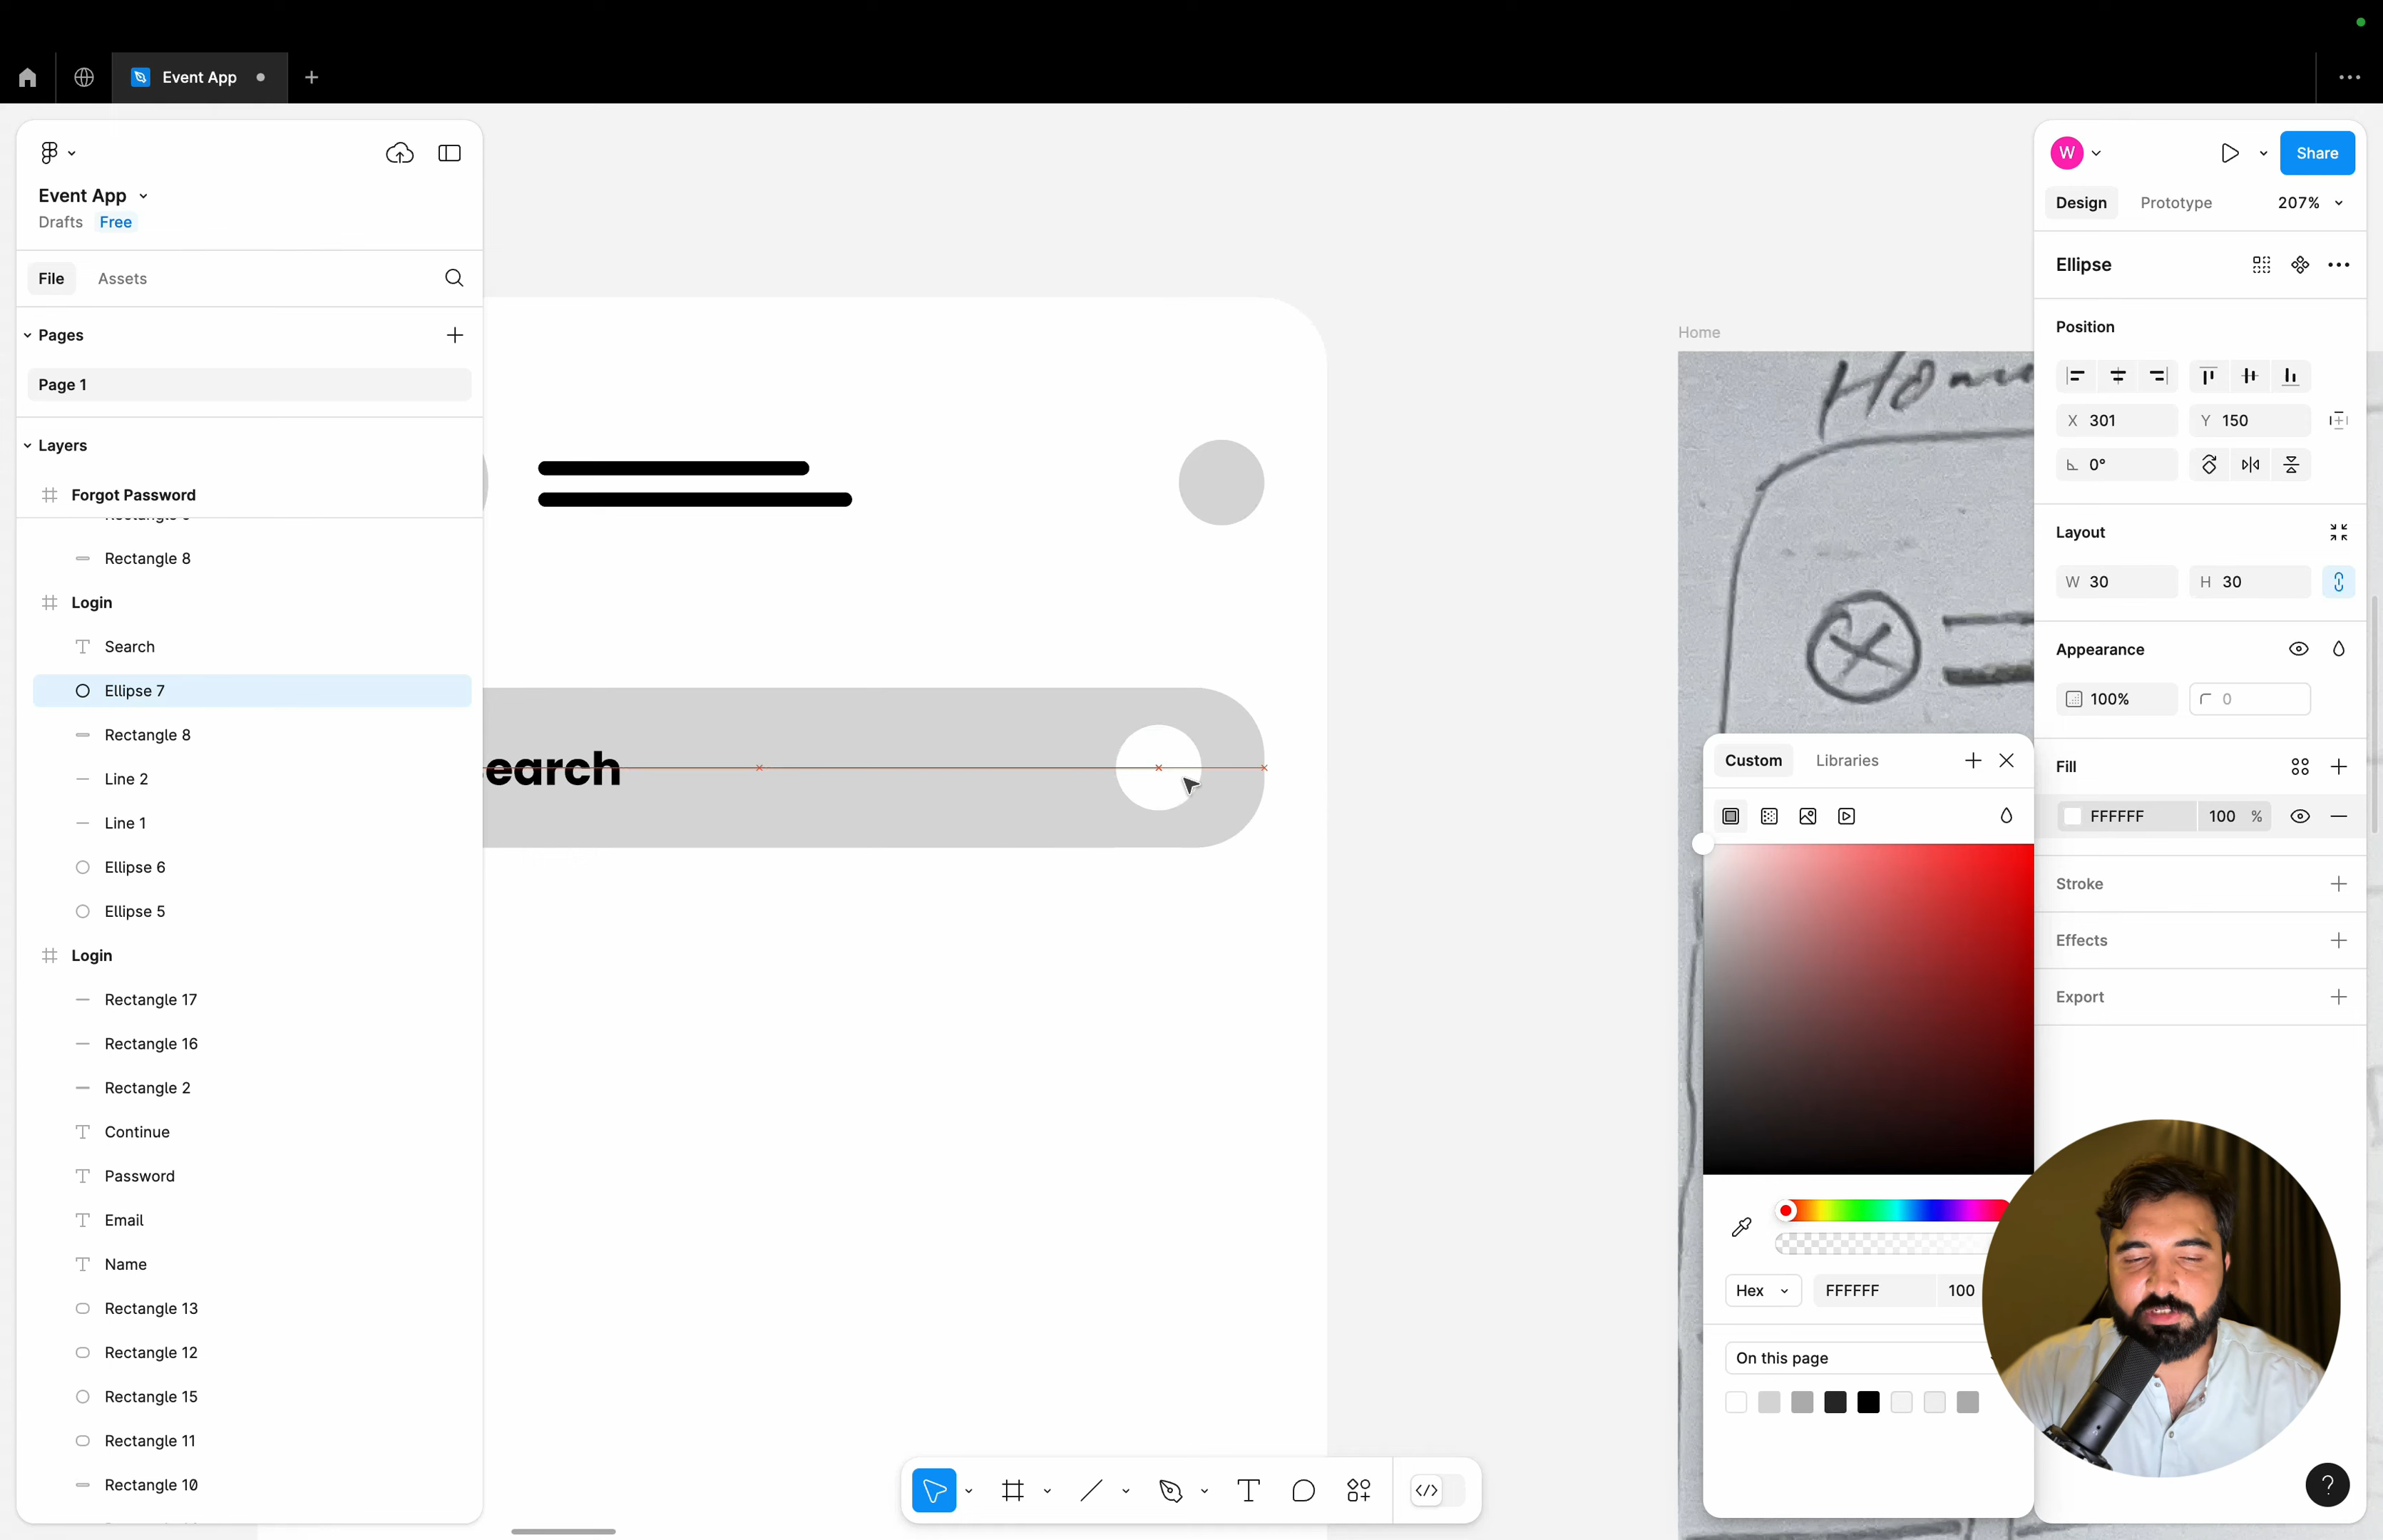 Event App
Event App
Drafts Free
File Assets
Pages
Page 1
Layers
Forgot Password
Rectangle 8
Login
Search
Ellipse 7
Rectangle 8
Line 2
Line 1
Ellipse 6
Ellipse 5
Login
Rectangle 17
Rectangle 16
Rectangle 2
Continue
Password
Email
Name
Rectangle 13
Rectangle 12
Rectangle 15
Rectangle 11
Rectangle 10
earch
Home
Home
Custom Libraries
Hex FFFFFF 100
On this page
W Share
Design Prototype 207%
Ellipse
Position
X 301 Y 150
0°
Layout
W 30 H 30
Appearance
100% 0
Fill
FFFFFF 100 %
Stroke
Effects
Export
?